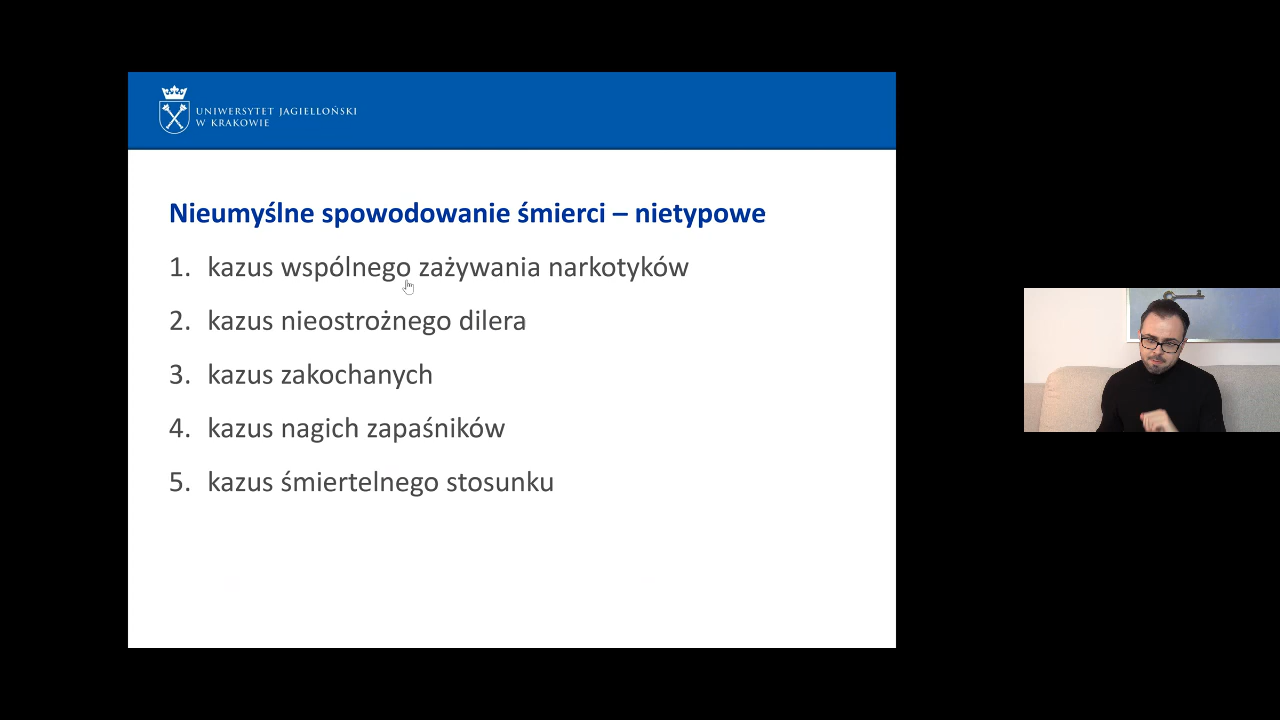 UNIWERSYTET JAGIELLOŃSKI
W KRAKOWIE
Nieumyślne spowodowanie śmierci – nietypowe
1. kazus wspólnego zażywania narkotyków
2. kazus nieostrożnego dilera
3. kazus zakochanych
4. kazus nagich zapaśników
5. kazus śmiertelnego stosunku